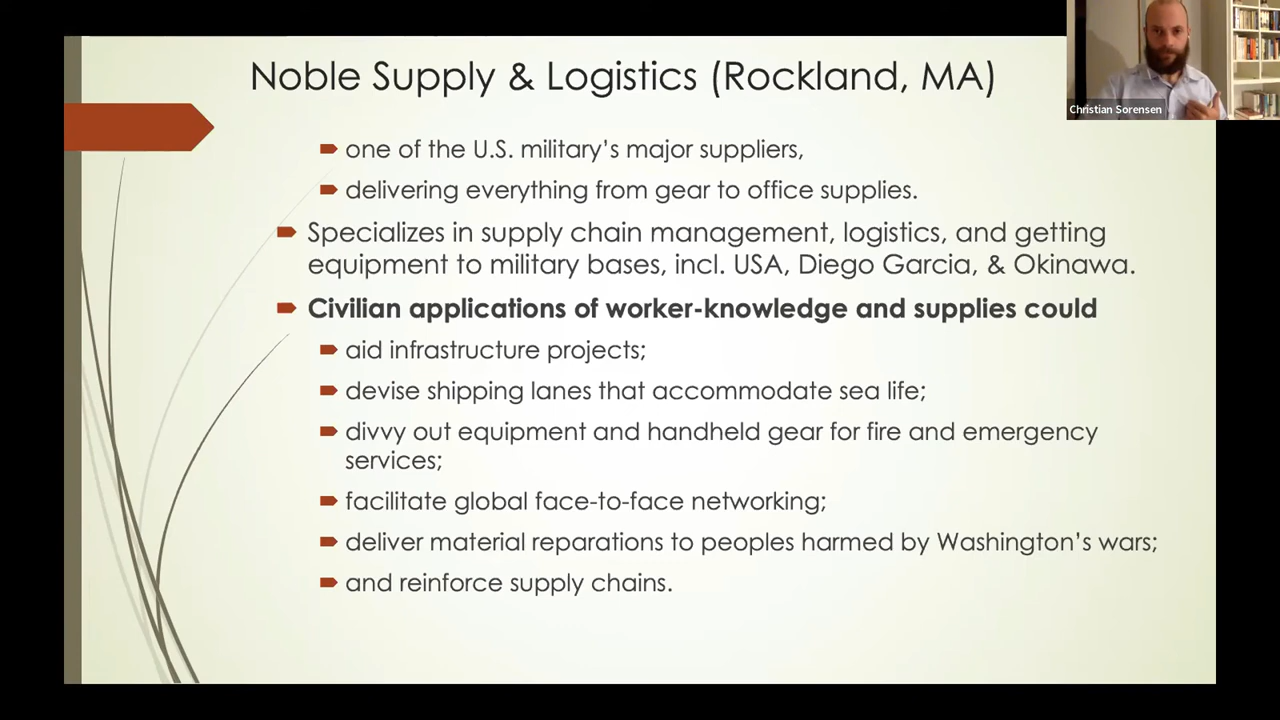 Noble Supply & Logistics (Rockland, MA)
Christian Sorensen
one of the U.S. military's major suppliers,
delivering everything from gear to office supplies.
Specializes in supply chain management, logistics, and getting
equipment to military bases, incl. USA, Diego Garcia, & Okinawa.
Civilian applications of worker-knowledge and supplies could
aid infrastructure projects;
devise shipping lanes that accommodate sea life;
divvy out equipment and handheld gear for fire and emergency
services;
facilitate global face-to-face networking;
deliver material reparations to peoples harmed by Washington's wars;
and reinforce supply chains.